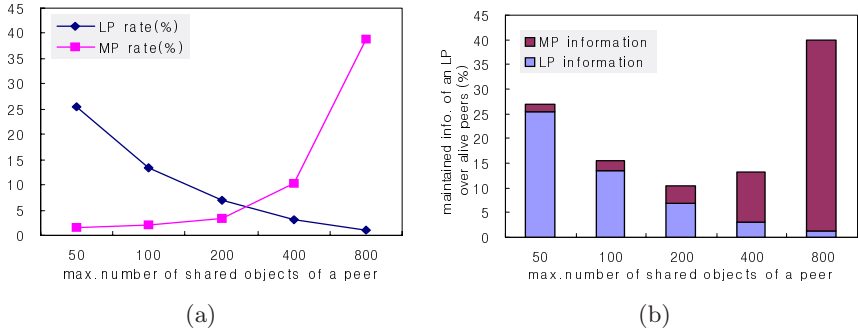 45
40
35
30
25
20
15
10
5
0
LP rate(%)
MP rate(%)
50 100 200 400 800
max.number of shared objects of a peer
(a)
maintained info. of an LP
over alive peers (%)
45
40
35
30
25
20
15
10
5
0
MP information
LP information
50 100 200 400 800
max.number of shared objects of a peer
(b)